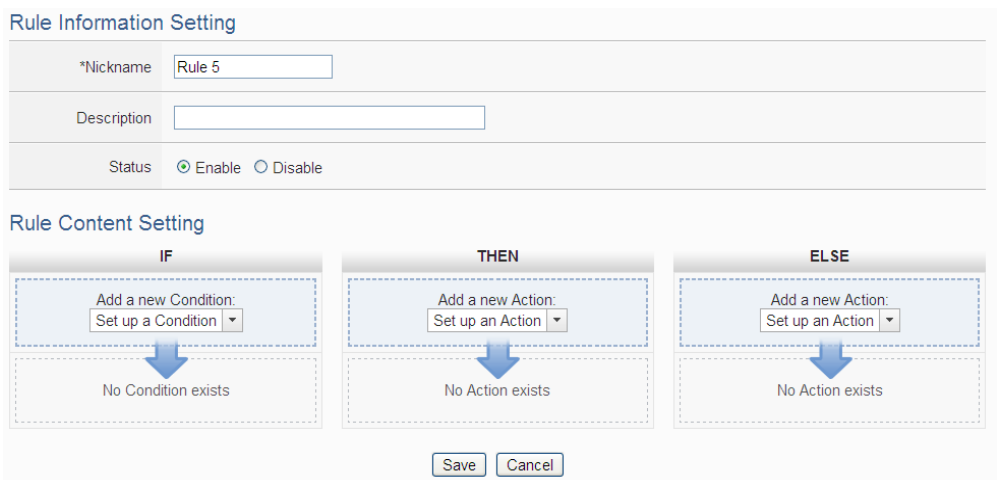 Rule Information Setting
*Nickname Rule 5
Description
Status Enable Disable
Rule Content Setting
IF THEN ELSE
Add a new Condition: Add a new Action: Add a new Action:
Set up a Condition Set up an Action Set up an Action
No Condition exists No Action exists No Action exists
Save Cancel